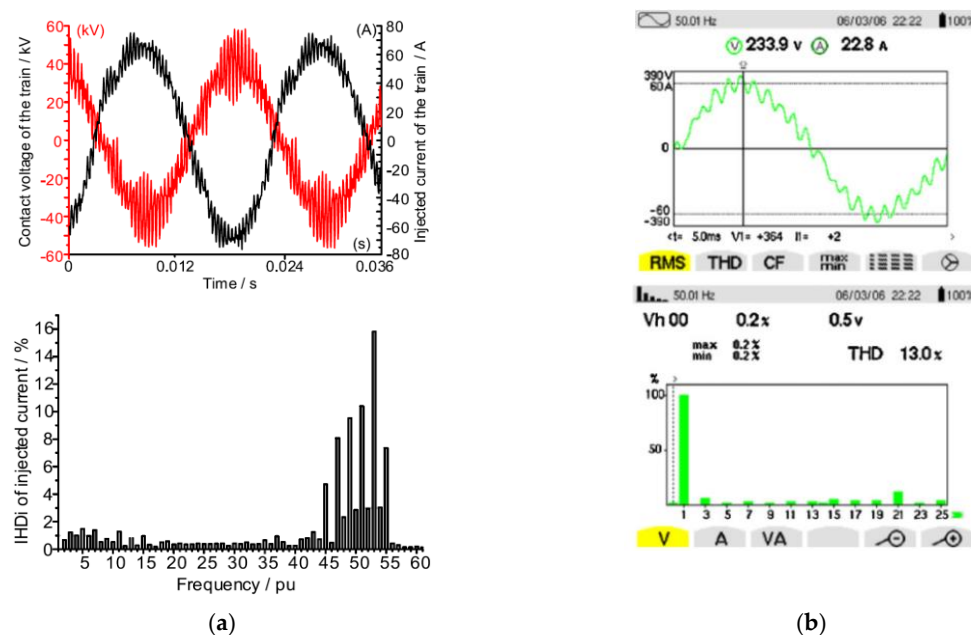 60 (kV) (A) 80
40 60
20 40
0 20
-20 0
-40 -20
-60 -40
-60
(s) -80
Contact voltage of the train / kV
Injected current of the train / A
0 0.012 0.024 0.036
Time / s
16
14
12
10
8
6
4
2
0
IHDi of injected current / %
5 10 15 20 25 30 35 40 45 50 55 60
Frequency / pu
(a)
50.01 Hz 06/03/06 22:22 100%
V 233.9 V A 22.8 A
390V
60A
0
-60
-390
<t= 5.0ms V1= +364 I1= +2 >
RMS THD CF max min
50.01 Hz 06/03/06 22:22 100%
Vh 00 0.2% 0.5v
max 0.2%
min 0.2%
THD 13.0%
%
100
50
1 3 5 7 9 11 13 15 17 19 21 23 25
V A VA
(b)